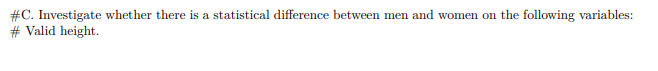 #C. Investigate whether there is a statistical difference between men and women on the following variables:
# Valid height.